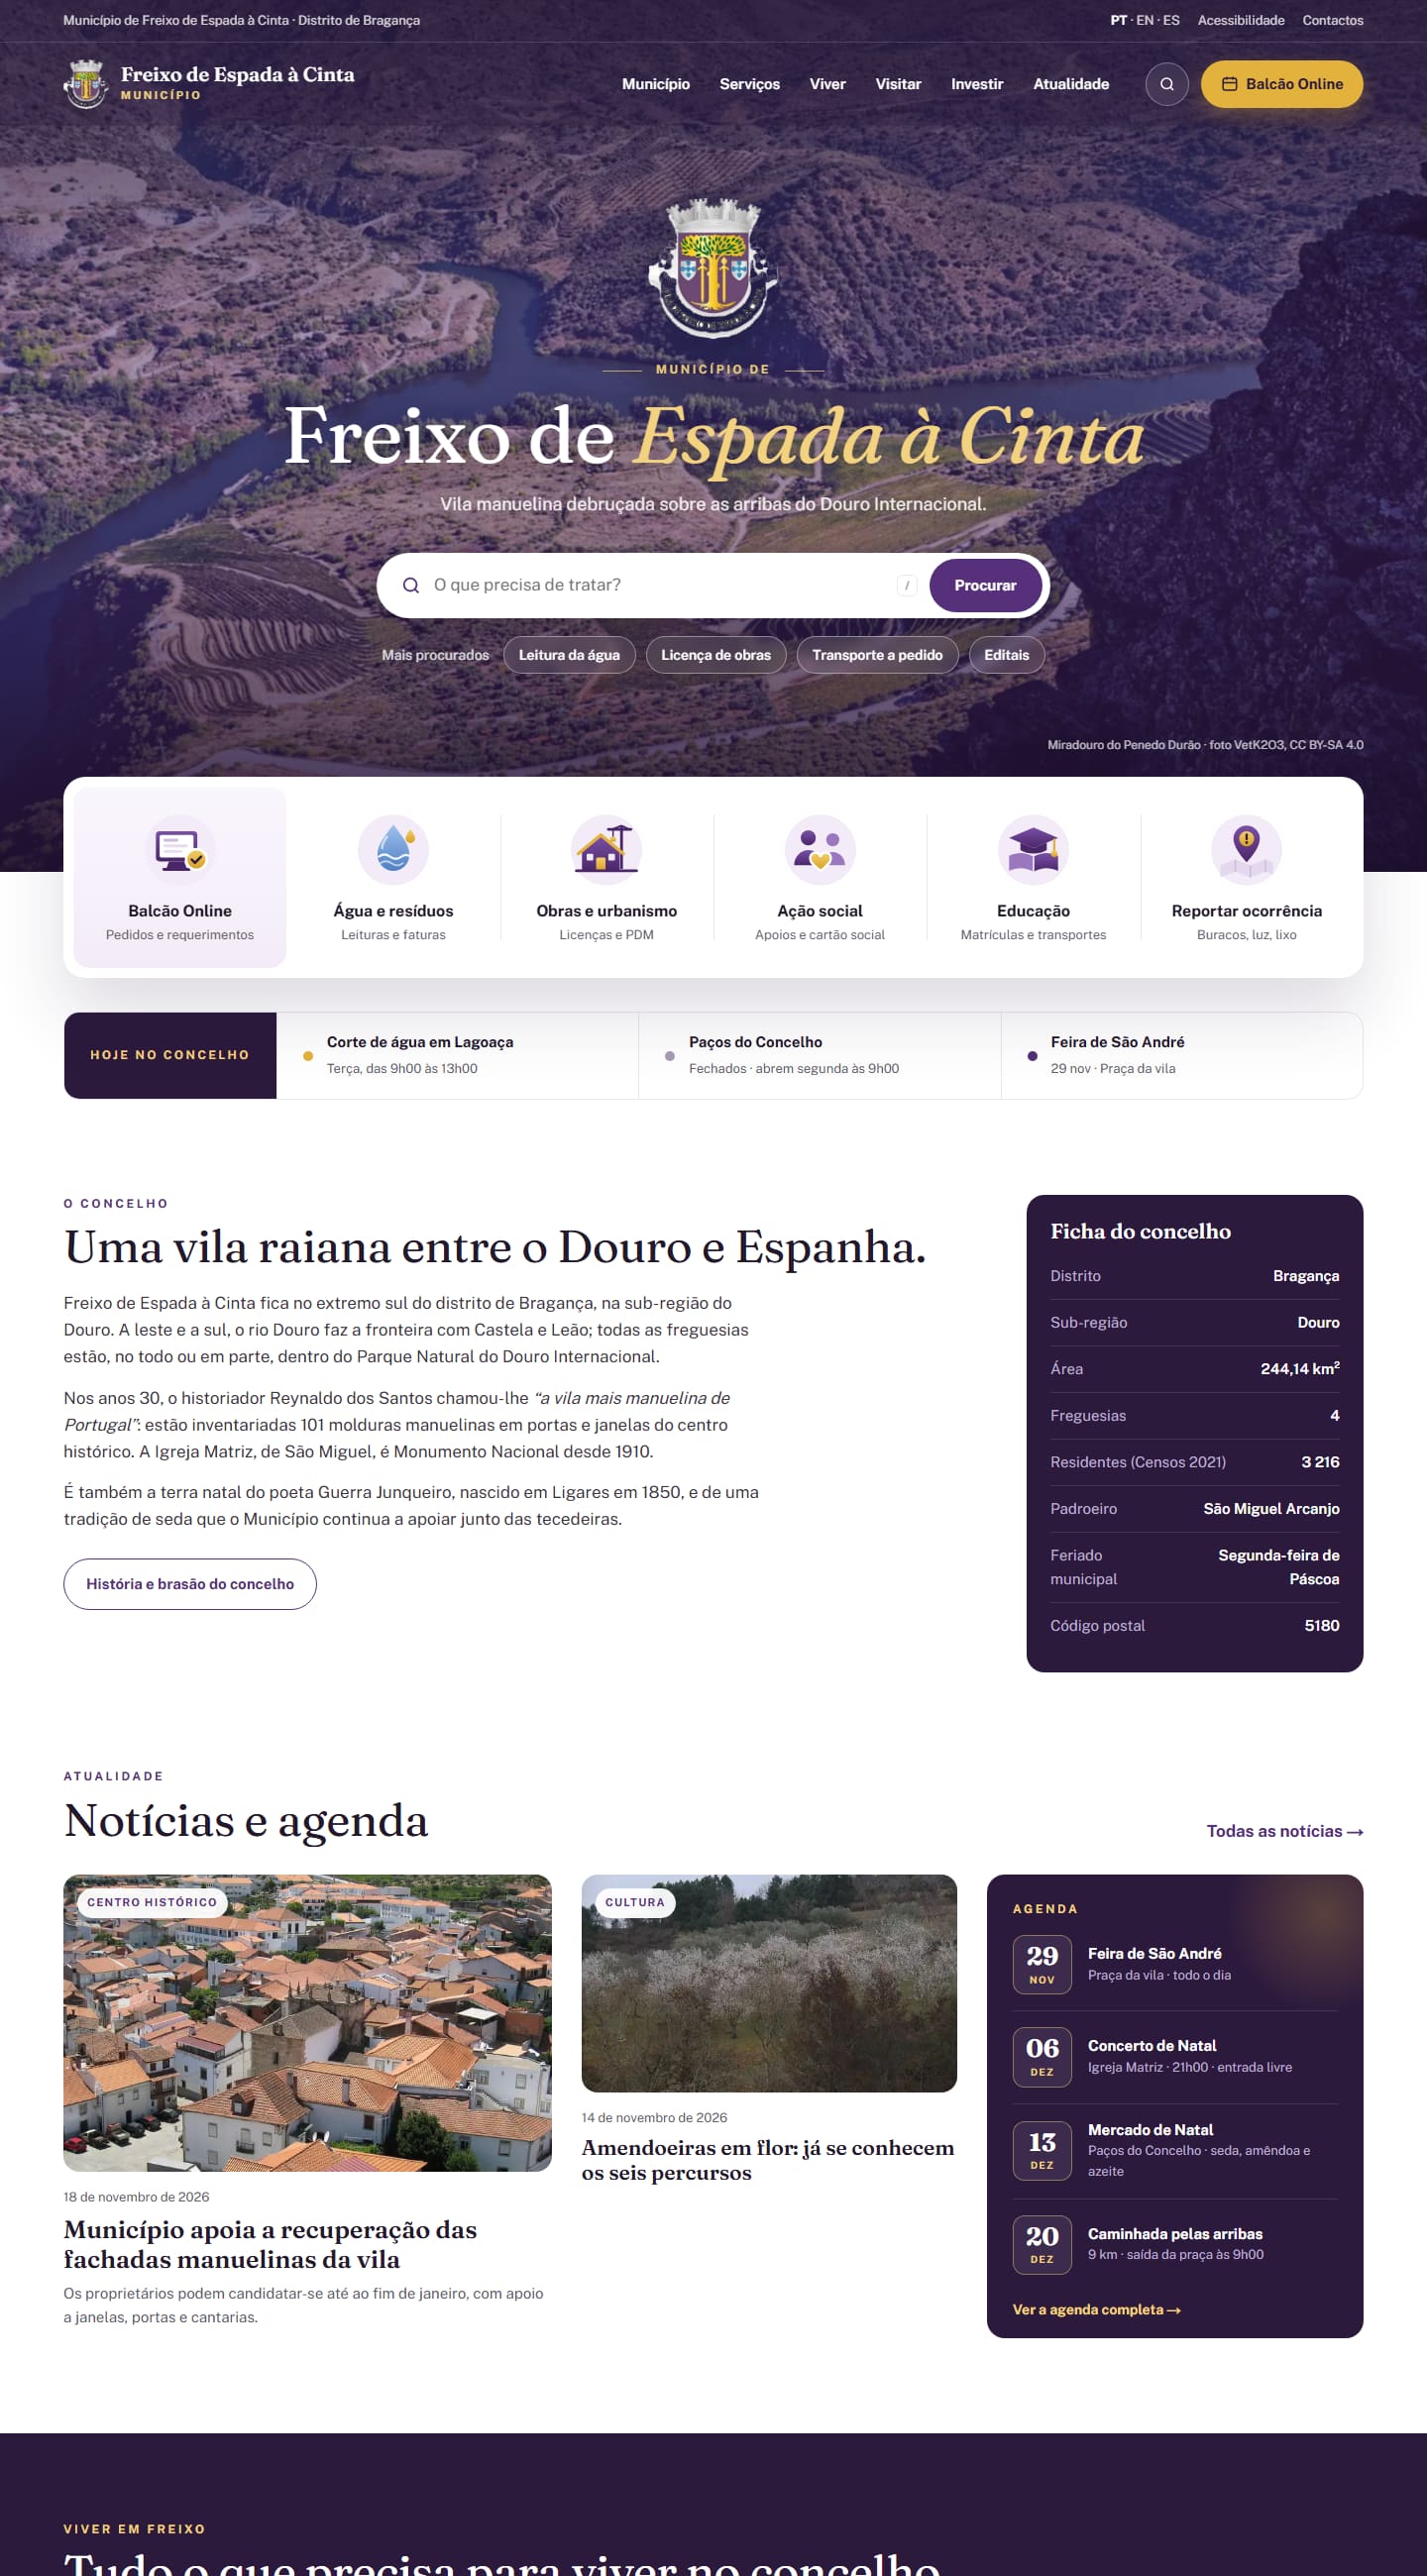 Município de Freixo de Espada à Cinta · Distrito de Bragança
PT · EN · ES Acessibilidade Contactos
Freixo de Espada à Cinta
MUNICÍPIO
Município Serviços Viver Visitar Investir Atualidade
Balcão Online
MUNICÍPIO DE
Freixo de Espada à Cinta
Vila manuelina debruçada sobre as arribas do Douro Internacional.
O que precisa de tratar? / Procurar
Mais procurados Leitura da água Licença de obras Transporte a pedido Editais
Miradouro do Penedo Durão · foto VetK2O3, CC BY-SA 4.0
Balcão Online
Pedidos e requerimentos
Água e resíduos
Leituras e faturas
Obras e urbanismo
Licenças e PDM
Ação social
Apoios e cartão social
Educação
Matrículas e transportes
Reportar ocorrência
Buracos, luz, lixo
HOJE NO CONCELHO
Corte de água em Lagoaça
Terça, das 9h00 às 13h00
Paços do Concelho
Fechados · abrem segunda às 9h00
Feira de São André
29 nov · Praça da vila
O CONCELHO
Uma vila raiana entre o Douro e Espanha.
Freixo de Espada à Cinta fica no extremo sul do distrito de Bragança, na sub-região do
Douro. A leste e a sul, o rio Douro faz a fronteira com Castela e Leão; todas as freguesias
estão, no todo ou em parte, dentro do Parque Natural do Douro Internacional.
Nos anos 30, o historiador Reynaldo dos Santos chamou-lhe “a vila mais manuelina de
Portugal”: estão inventariadas 101 molduras manuelinas em portas e janelas do centro
histórico. A Igreja Matriz, de São Miguel, é Monumento Nacional desde 1910.
É também a terra natal do poeta Guerra Junqueiro, nascido em Ligares em 1850, e de uma
tradição de seda que o Município continua a apoiar junto das tecedeiras.
História e brasão do concelho
Ficha do concelho
Distrito Bragança
Sub-região Douro
Área 244,14 km²
Freguesias 4
Residentes (Censos 2021) 3 216
Padroeiro São Miguel Arcanjo
Feriado municipal Segunda-feira de Páscoa
Código postal 5180
ATUALIDADE
Notícias e agenda
Todas as notícias →
CENTRO HISTÓRICO
18 de novembro de 2026
Município apoia a recuperação das
fachadas manuelinas da vila
Os proprietários podem candidatar-se até ao fim de janeiro, com apoio
a janelas, portas e cantarias.
CULTURA
14 de novembro de 2026
Amendoeiras em flor: já se conhecem
os seis percursos
AGENDA
29 NOV
Feira de São André
Praça da vila · todo o dia
06 DEZ
Concerto de Natal
Igreja Matriz · 21h00 · entrada livre
13 DEZ
Mercado de Natal
Paços do Concelho · seda, amêndoa e
azeite
20 DEZ
Caminhada pelas arribas
9 km · saída da praça às 9h00
Ver a agenda completa →
VIVER EM FREIXO
Tudo o que precisa para viver no concelho